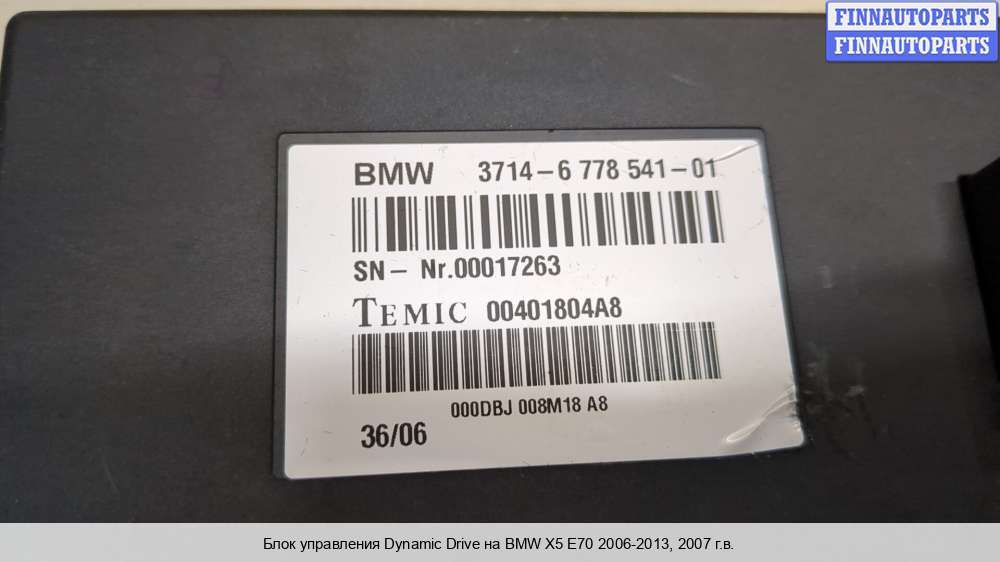 FINNAUTOPARTS
FINNAUTOPARTS
BMW 3714-6 778 541-01
SN- Nr.00017263
TEMIC 00401804A8
000DBJ 008M18 A8
36/06
Блок управления Dynamic Drive на BMW X5 E70 2006-2013, 2007 г.в.